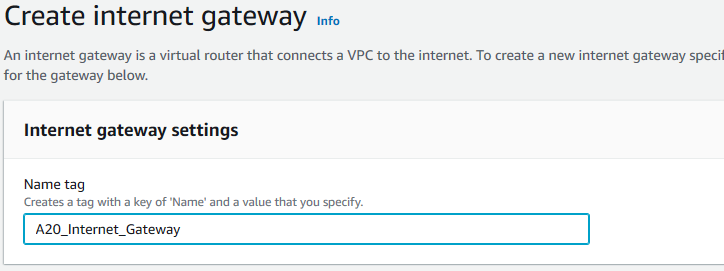 Create internet gateway Info
An internet gateway is a virtual router that connects a VPC to the internet. To create a new internet gateway specif
for the gateway below.
Internet gateway settings
Name tag
Creates a tag with a key of 'Name' and a value that you specify.
A20_Internet_Gateway